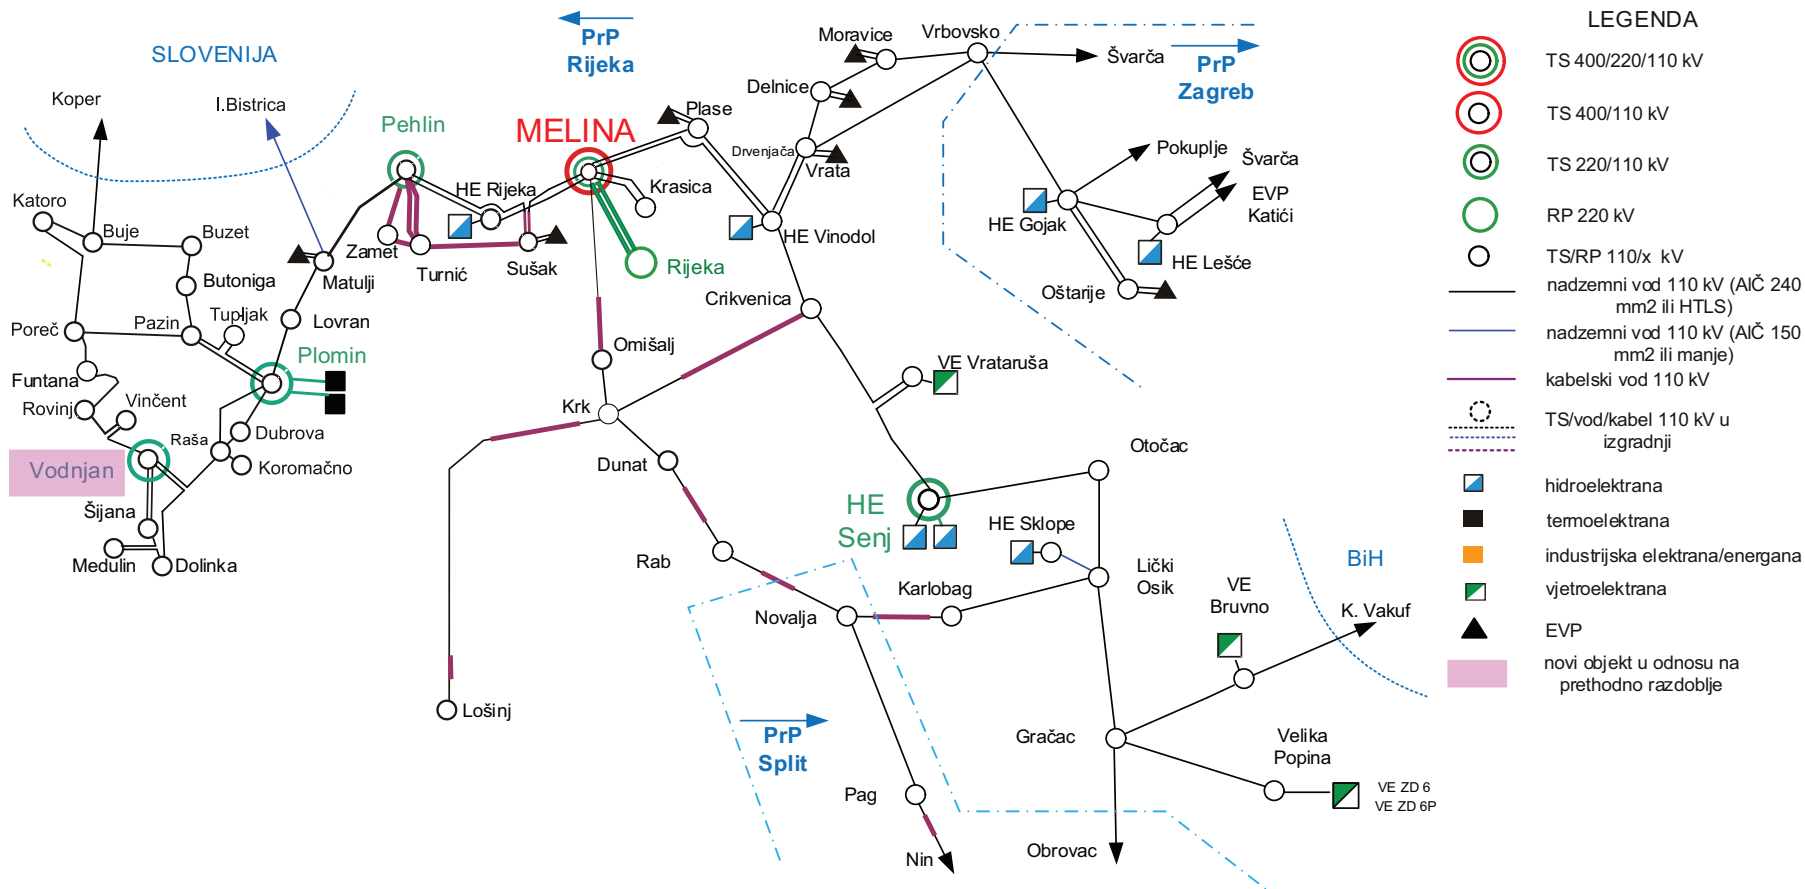 LEGENDA
TS 400/220/110 kV
TS 400/110 kV
TS 220/110 kV
RP 220 kV
TS/RP 110/x kV
nadzemni vod 110 kV (AlČ 240
mm2 ili HTLS)
nadzemni vod 110 kV (AlČ 150
mm2 ili manje)
kabelski vod 110 kV
TS/vod/kabel 110 kV u
izgradnji
hidroelektrana
termoelektrana
industrijska elektrana/energana
vjetroelektrana
EVP
novi objekt u odnosu na
prethodno razdoblje
SLOVENIJA
PrP
Rijeka
PrP
Zagreb
PrP
Split
BiH
Koper
I.Bistrica
Pehlin
MELINA
Plase
Moravice
Vrbovsko
Švarča
Delnice
Drvenjača
Vrata
Pokuplje
Švarča
EVP
Katići
HE Gojak
HE Lešće
Oštarije
Katoro
Buje
Buzet
Butoniga
Tupljak
Pazin
Poreč
Funtana
Rovinj
Vinčent
Raša
Vodnjan
Šijana
Medulin
Dolinka
Dubrova
Koromačno
Plomin
Lovran
Matulji
Zamet
Turnić
HE Rijeka
Sušak
Krasica
Rijeka
HE Vinodol
Crikvenica
Omišalj
Krk
Dunat
Rab
Lošinj
VE Vrataruša
HE
Senj
Otočac
HE Sklope
Lički
Osik
Karlobag
Novalja
Pag
Nin
VE
Bruvno
K. Vakuf
Gračac
Velika
Popina
VE ZD 6
VE ZD 6P
Obrovac